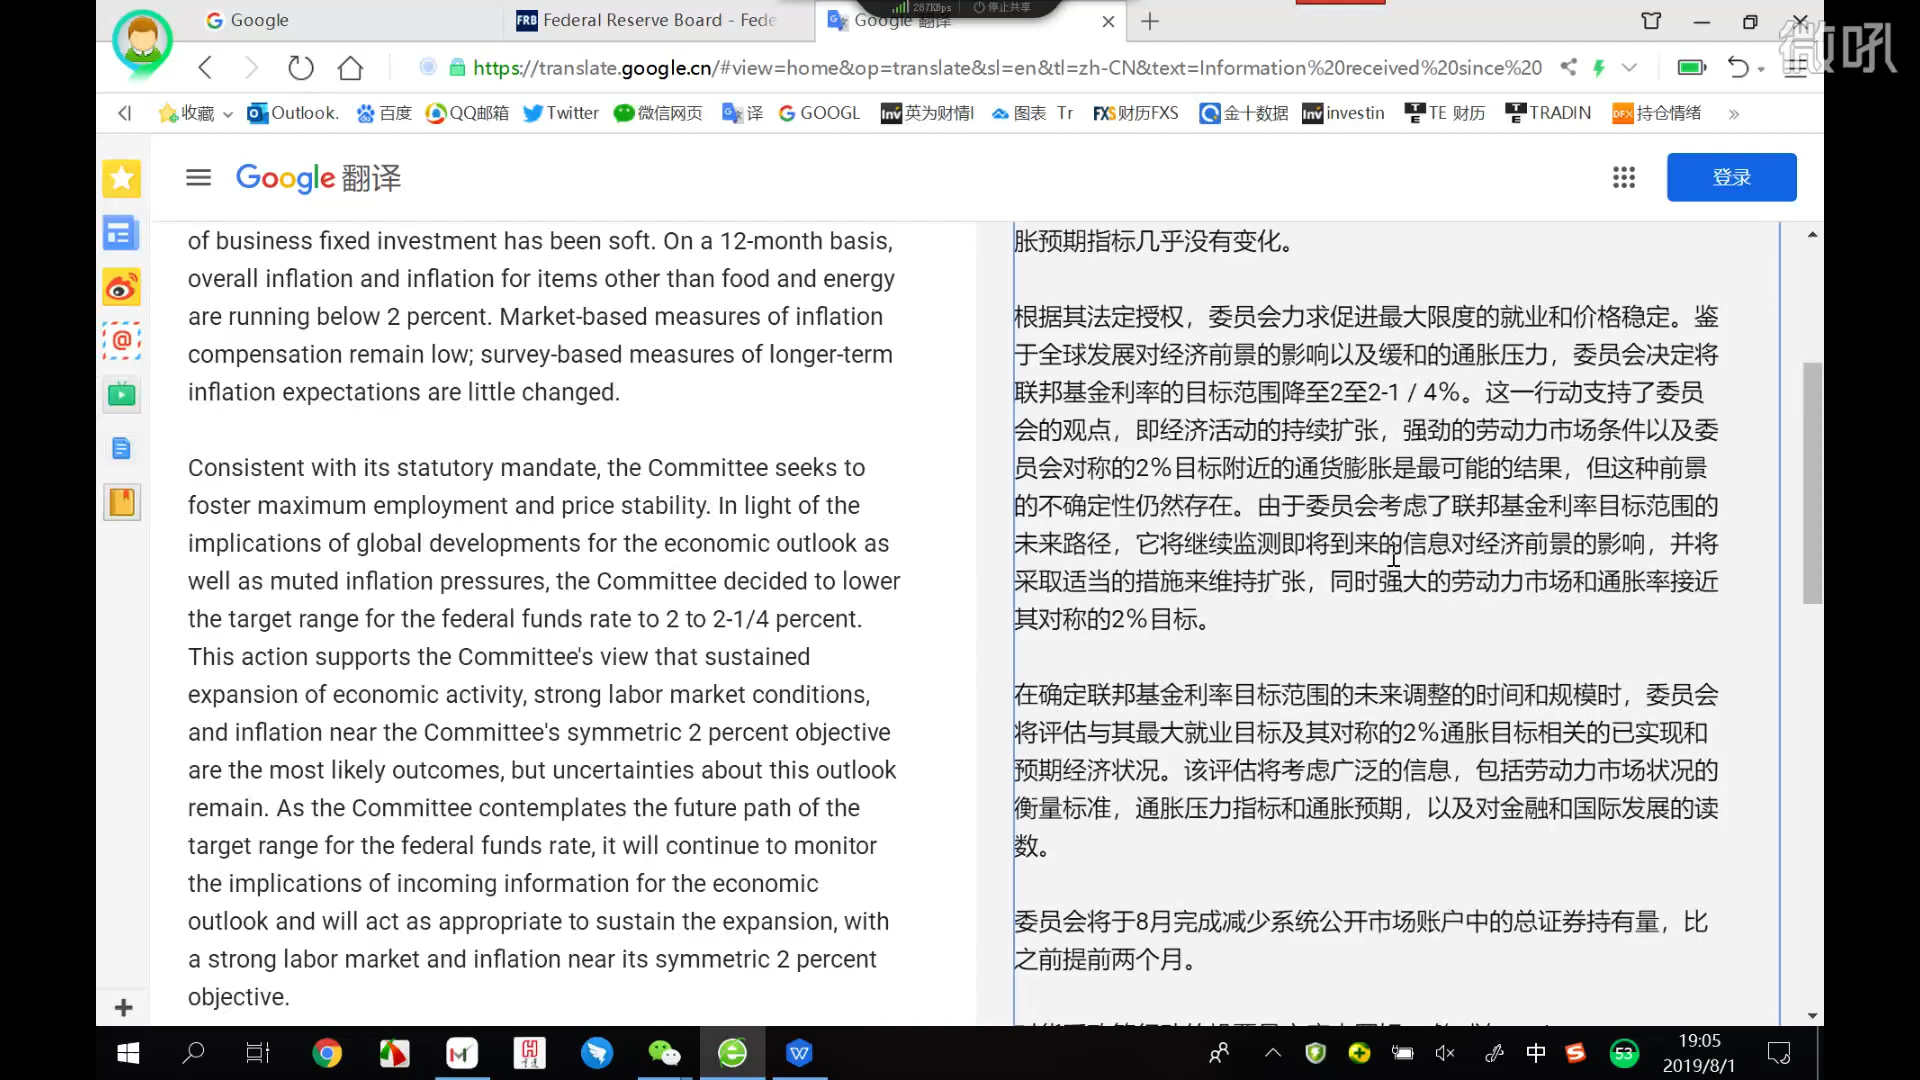 Google
FRB Federal Reserve Board - Fede
Google 翻译
287KBps
停止共享
微吼
https://translate.google.cn/#view=home&op=translate&sl=en&tl=zh-CN&text=Information%20received%20since%20
收藏
Outlook.
百度
QQ邮箱
Twitter
微信网页
译
GOOGL
Inv 英为财情I
图表 Tr
FXS 财历FXS
金十数据
Inv investin
TE 财历
TRADIN
DFX 持仓情绪
Google 翻译
登录
of business fixed investment has been soft. On a 12-month basis,
overall inflation and inflation for items other than food and energy
are running below 2 percent. Market-based measures of inflation
compensation remain low; survey-based measures of longer-term
inflation expectations are little changed.
Consistent with its statutory mandate, the Committee seeks to
foster maximum employment and price stability. In light of the
implications of global developments for the economic outlook as
well as muted inflation pressures, the Committee decided to lower
the target range for the federal funds rate to 2 to 2-1/4 percent.
This action supports the Committee's view that sustained
expansion of economic activity, strong labor market conditions,
and inflation near the Committee's symmetric 2 percent objective
are the most likely outcomes, but uncertainties about this outlook
remain. As the Committee contemplates the future path of the
target range for the federal funds rate, it will continue to monitor
the implications of incoming information for the economic
outlook and will act as appropriate to sustain the expansion, with
a strong labor market and inflation near its symmetric 2 percent
objective.
胀预期指标几乎没有变化。
根据其法定授权，委员会力求促进最大限度的就业和价格稳定。鉴
于全球发展对经济前景的影响以及缓和的通胀压力，委员会决定将
联邦基金利率的目标范围降至2至2-1 / 4%。这一行动支持了委员
会的观点，即经济活动的持续扩张，强劲的劳动力市场条件以及委
员会对称的2%目标附近的通货膨胀是最可能的结果，但这种前景
的不确定性仍然存在。由于委员会考虑了联邦基金利率目标范围的
未来路径，它将继续监测即将到来的信息对经济前景的影响，并将
采取适当的措施来维持扩张，同时强大的劳动力市场和通胀率接近
其对称的2%目标。
在确定联邦基金利率目标范围的未来调整的时间和规模时，委员会
将评估与其最大就业目标及其对称的2%通胀目标相关的已实现和
预期经济状况。该评估将考虑广泛的信息，包括劳动力市场状况的
衡量标准，通胀压力指标和通胀预期，以及对金融和国际发展的读
数。
委员会将于8月完成减少系统公开市场账户中的总证券持有量，比
之前提前两个月。
中
53
19:05
2019/8/1